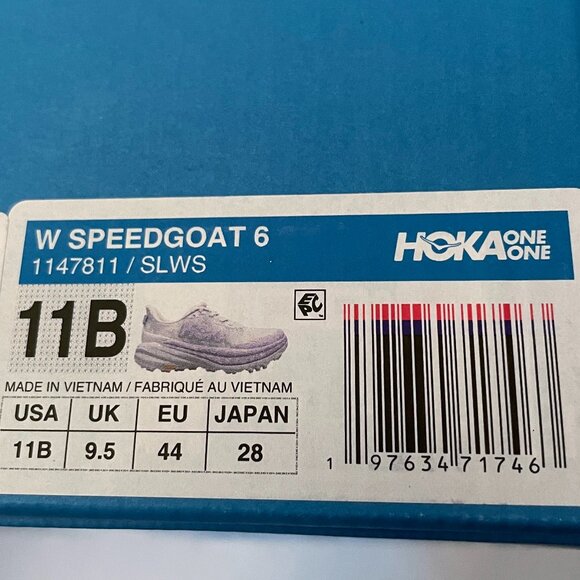 W SPEEDGOAT 6
1147811 / SLWS
HOKA ONE ONE
11B
MADE IN VIETNAM / FABRIQUÉ AU VIETNAM
USA UK EU JAPAN
11B 9.5 44 28
1 97634 71746